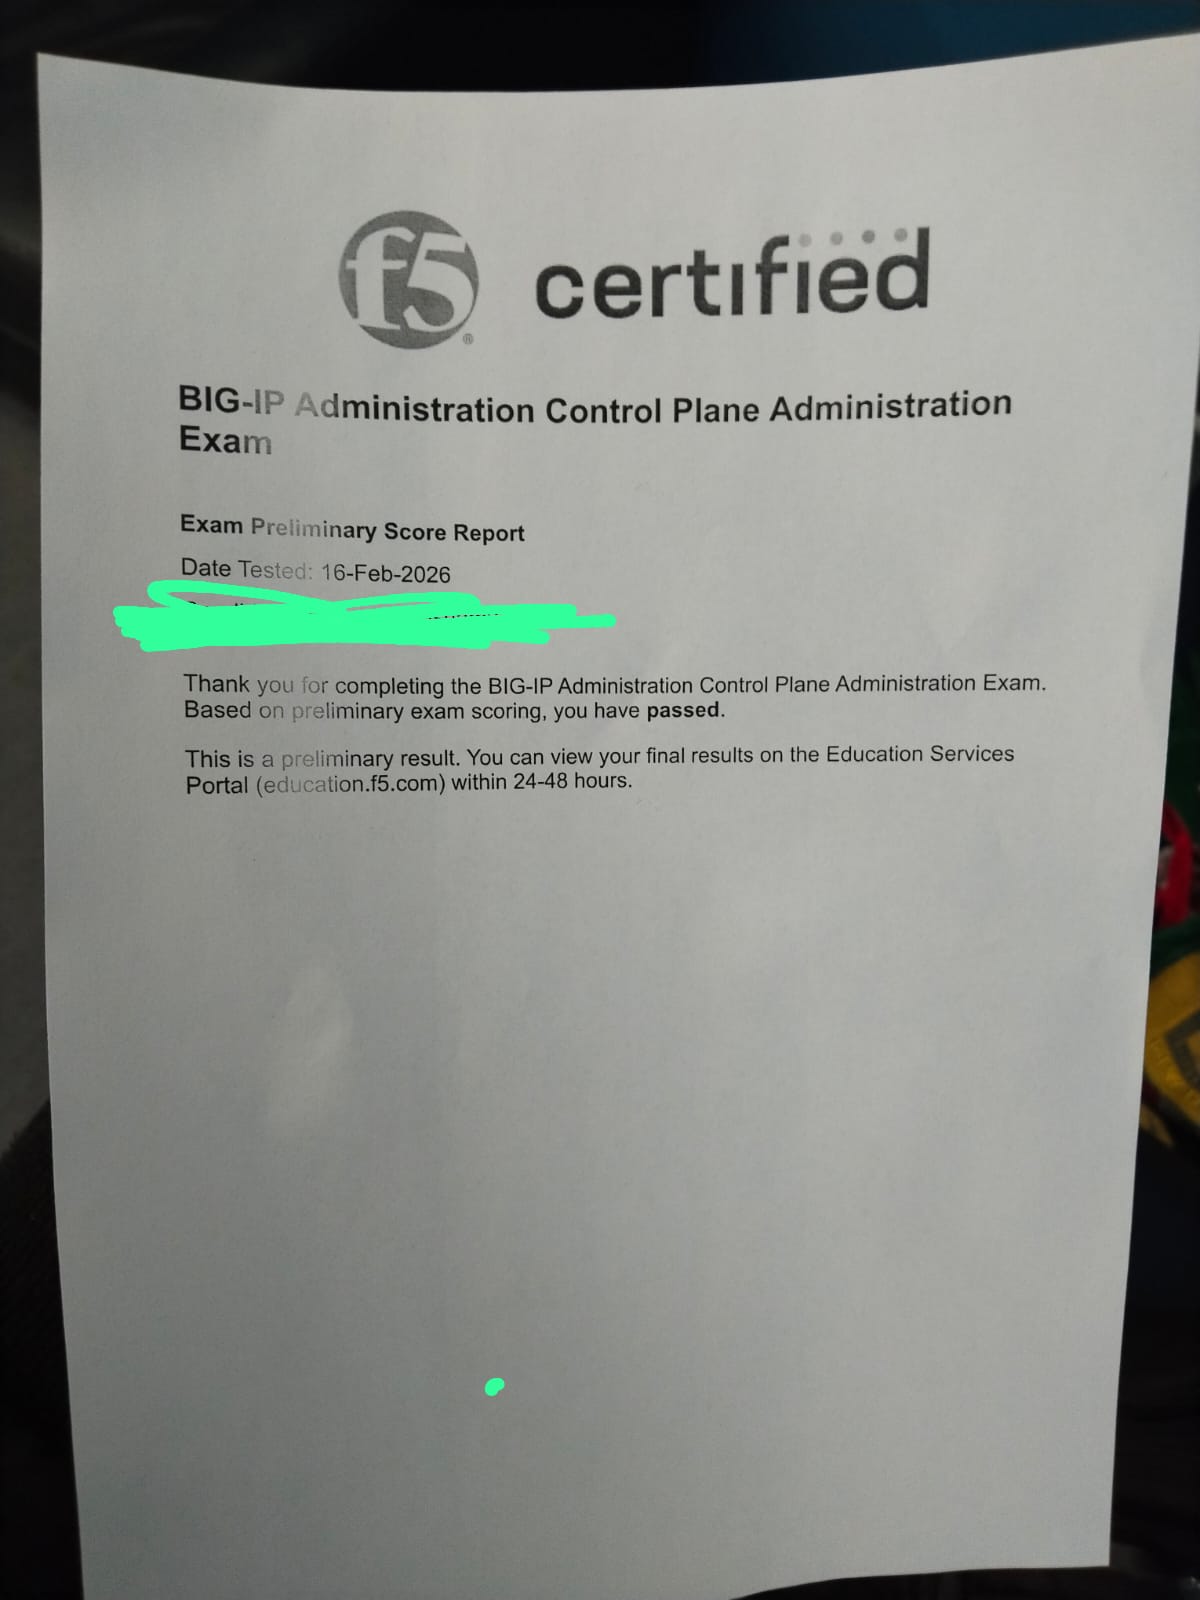 f5 certified
BIG-IP Administration Control Plane Administration
Exam
Exam Preliminary Score Report
Date Tested: 16-Feb-2026
Thank you for completing the BIG-IP Administration Control Plane Administration Exam.
Based on preliminary exam scoring, you have passed.
This is a preliminary result. You can view your final results on the Education Services
Portal (education.f5.com) within 24-48 hours.